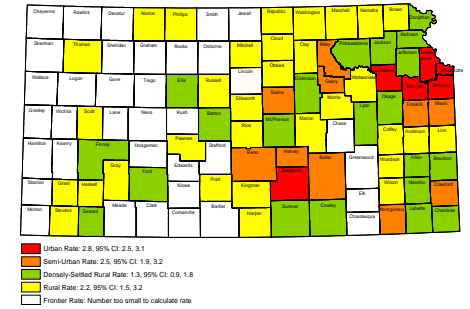 Cheyenne Rawlins Decatur Norton Phillips Smith Jewell Republic Washington Marshall Nemaha Brown Doniphan
Sherman Thomas Sheridan Graham Rooks Osborne Mitchell Cloud Clay Riley Pottawatomie Jackson Atchison Jefferson
Wallace Logan Gove Trego Ellis Russell Lincoln Ottawa Saline Dickinson Geary Wabaunsee Douglas Johnson
Ellsworth Morris Osage Franklin Miami
Greeley Wichita Scott Lane Ness Rush Barton Rice McPherson Marion Chase Lyon Coffey Anderson Linn
Hamilton Kearny Finney Hodgeman Pawnee Stafford Reno Harvey Butler Greenwood Woodson Allen Bourbon
Gray Ford Edwards
Stanton Grant Haskell Kiowa Pratt Kingman Sedgwick Elk Wilson Neosho Crawford
Morton Stevens Seward Meade Clark Comanche Barber Harper Sumner Cowley Chautauqua Montgomery Labette Cherokee
Urban Rate: 2.8, 95% CI: 2.5, 3.1
Semi-Urban Rate: 2.5, 95% CI: 1.9, 3.2
Densely-Settled Rural Rate: 1.3, 95% CI: 0.9, 1.8
Rural Rate: 2.2, 95% CI: 1.5, 3.2
Frontier Rate: Number too small to calculate rate